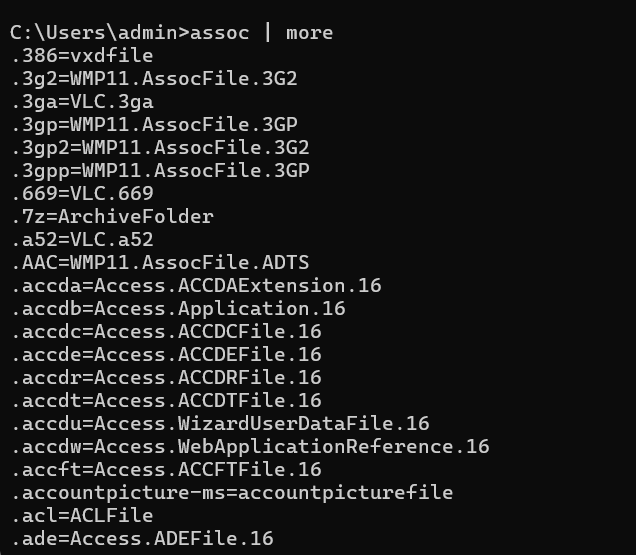 C:\Users\admin>assoc | more
.386=vxdfile
.3g2=WMP11.AssocFile.3G2
.3ga=VLC.3ga
.3gp=WMP11.AssocFile.3GP
.3gp2=WMP11.AssocFile.3G2
.3gpp=WMP11.AssocFile.3GP
.669=VLC.669
.7z=ArchiveFolder
.a52=VLC.a52
.AAC=WMP11.AssocFile.ADTS
.accda=Access.ACCDAExtension.16
.accdb=Access.Application.16
.accdc=Access.ACCDCFile.16
.accde=Access.ACCDEFile.16
.accdr=Access.ACCDRFile.16
.accdt=Access.ACCDTFile.16
.accdu=Access.WizardUserDataFile.16
.accdw=Access.WebApplicationReference.16
.accft=Access.ACCFTFile.16
.accountpicture-ms=accountpicturefile
.acl=ACLFile
.ade=Access.ADEFile.16